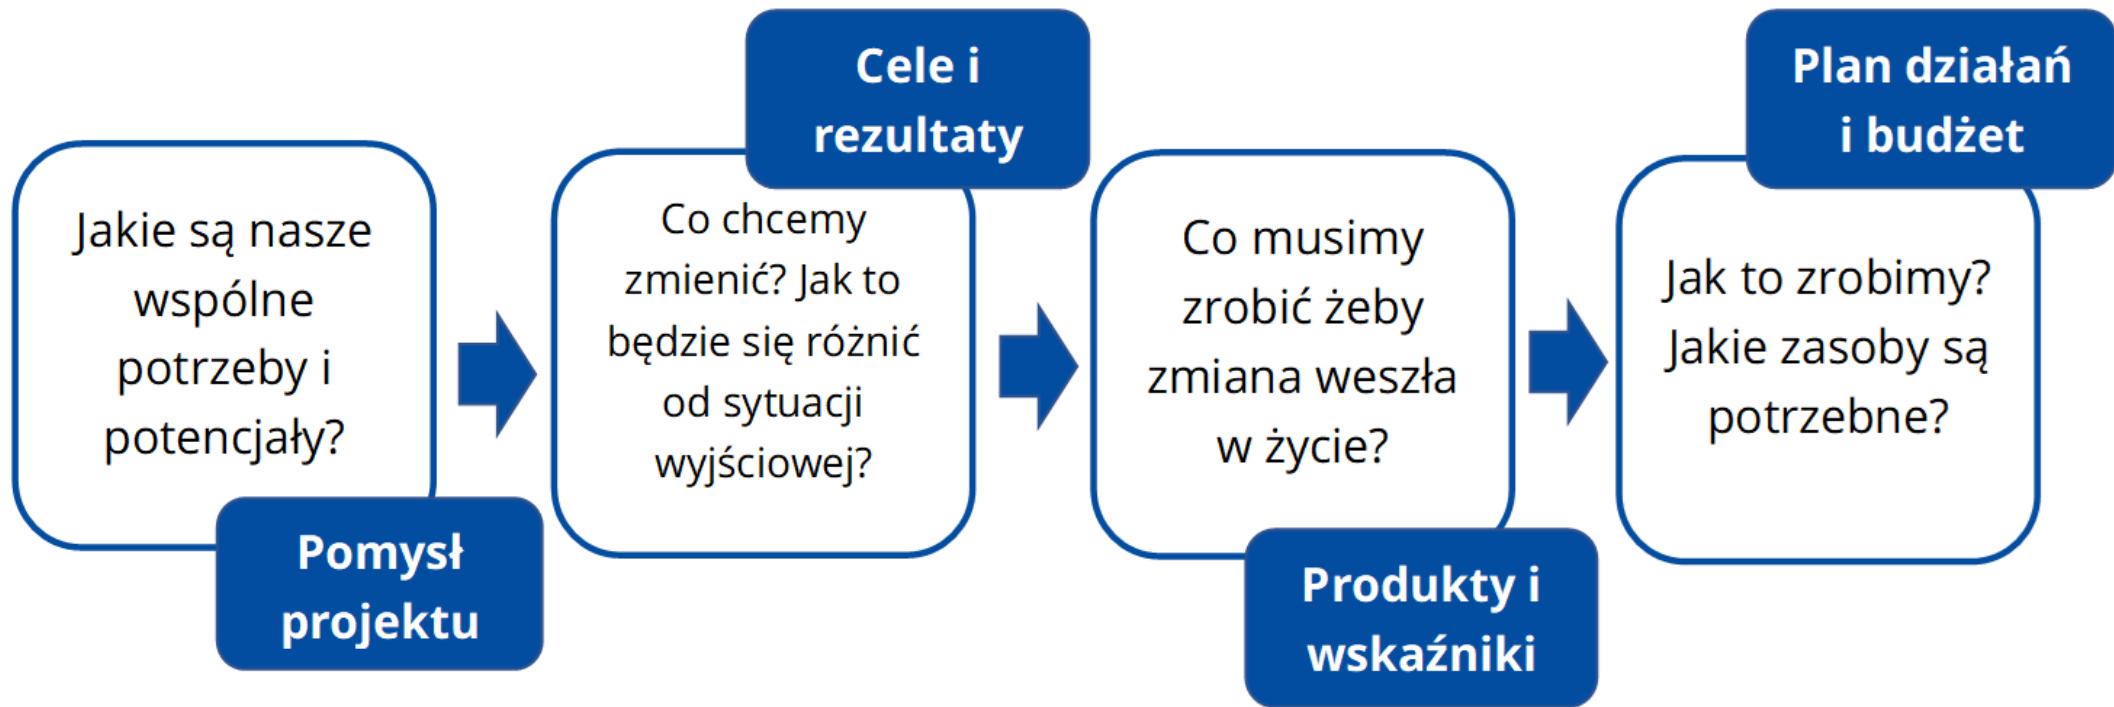 Jakie są nasze
wspólne
potrzeby i
potencjały?
Pomysł
projektu
Cele i
rezultaty
Co chcemy
zmienić? Jak to
będzie się różnić
od sytuacji
wyjściowej?
Co musimy
zrobić żeby
zmiana weszła
w życie?
Produkty i
wskaźniki
Plan działań
i budżet
Jak to zrobimy?
Jakie zasoby są
potrzebne?